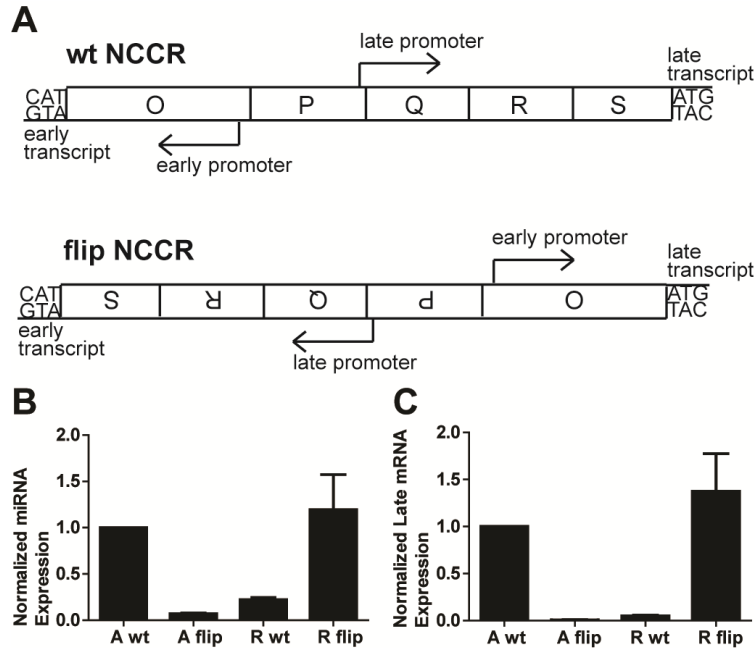 A
wt NCCR
late promoter
late
transcript
CAT
GTA
O
P
Q
R
S
ATG
TAC
early
transcript
early promoter
flip NCCR
early promoter
late
transcript
CAT
GTA
S
R
Q
P
O
ATG
TAC
early
transcript
late promoter
B
Normalized miRNA
Expression
2.0
1.5
1.0
0.5
0.0
A wt
A flip
R wt
R flip
C
Normalized Late mRNA
Expression
2.0
1.5
1.0
0.5
0.0
A wt
A flip
R wt
R flip